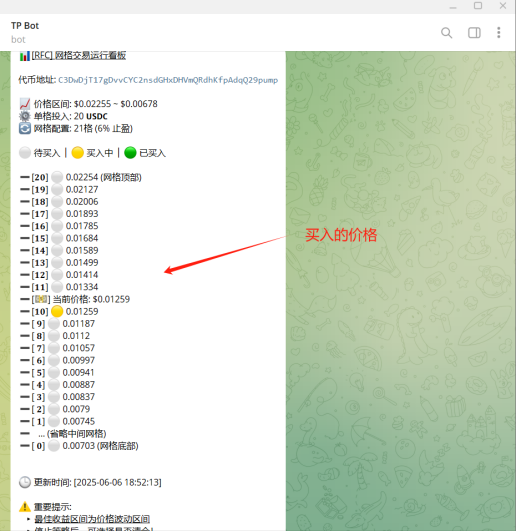 TP Bot
bot
[RFC] 网格交易运行看板
代币地址: C3DwDjT17gDvvCYC2nsdGHxDHVmQRdhKfpAdqQ29pump
价格区间: $0.02255 ~ $0.00678
单格投入: 20 USDC
网格配置: 21格 (6% 止盈)
待买入 | 买入中 | 已买入
[20] 0.02254 (网格顶部)
[19] 0.02127
[18] 0.02006
[17] 0.01893
[16] 0.01785
买入的价格
[15] 0.01684
[14] 0.01589
[13] 0.01499
[12] 0.01414
[11] 0.01334
[💵] 当前价格: $0.01259
[10] 0.01259
[ 9] 0.01187
[ 8] 0.0112
[ 7] 0.01057
[ 6] 0.00997
[ 5] 0.00941
[ 4] 0.00887
[ 3] 0.00837
[ 2] 0.0079
[ 1] 0.00745
... (省略中间网格)
[ 0] 0.00703 (网格底部)
更新时间: [2025-06-06 18:52:13]
重要提示:
• 最佳收益区间为价格波动区间